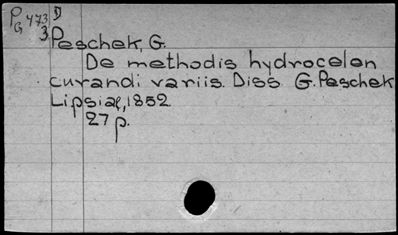 PG 473 D
3.
Peschek, G.
De methodis hydrocelen
curandi variis. Diss G. Peschek
Lipsiae, 1852
27 p.